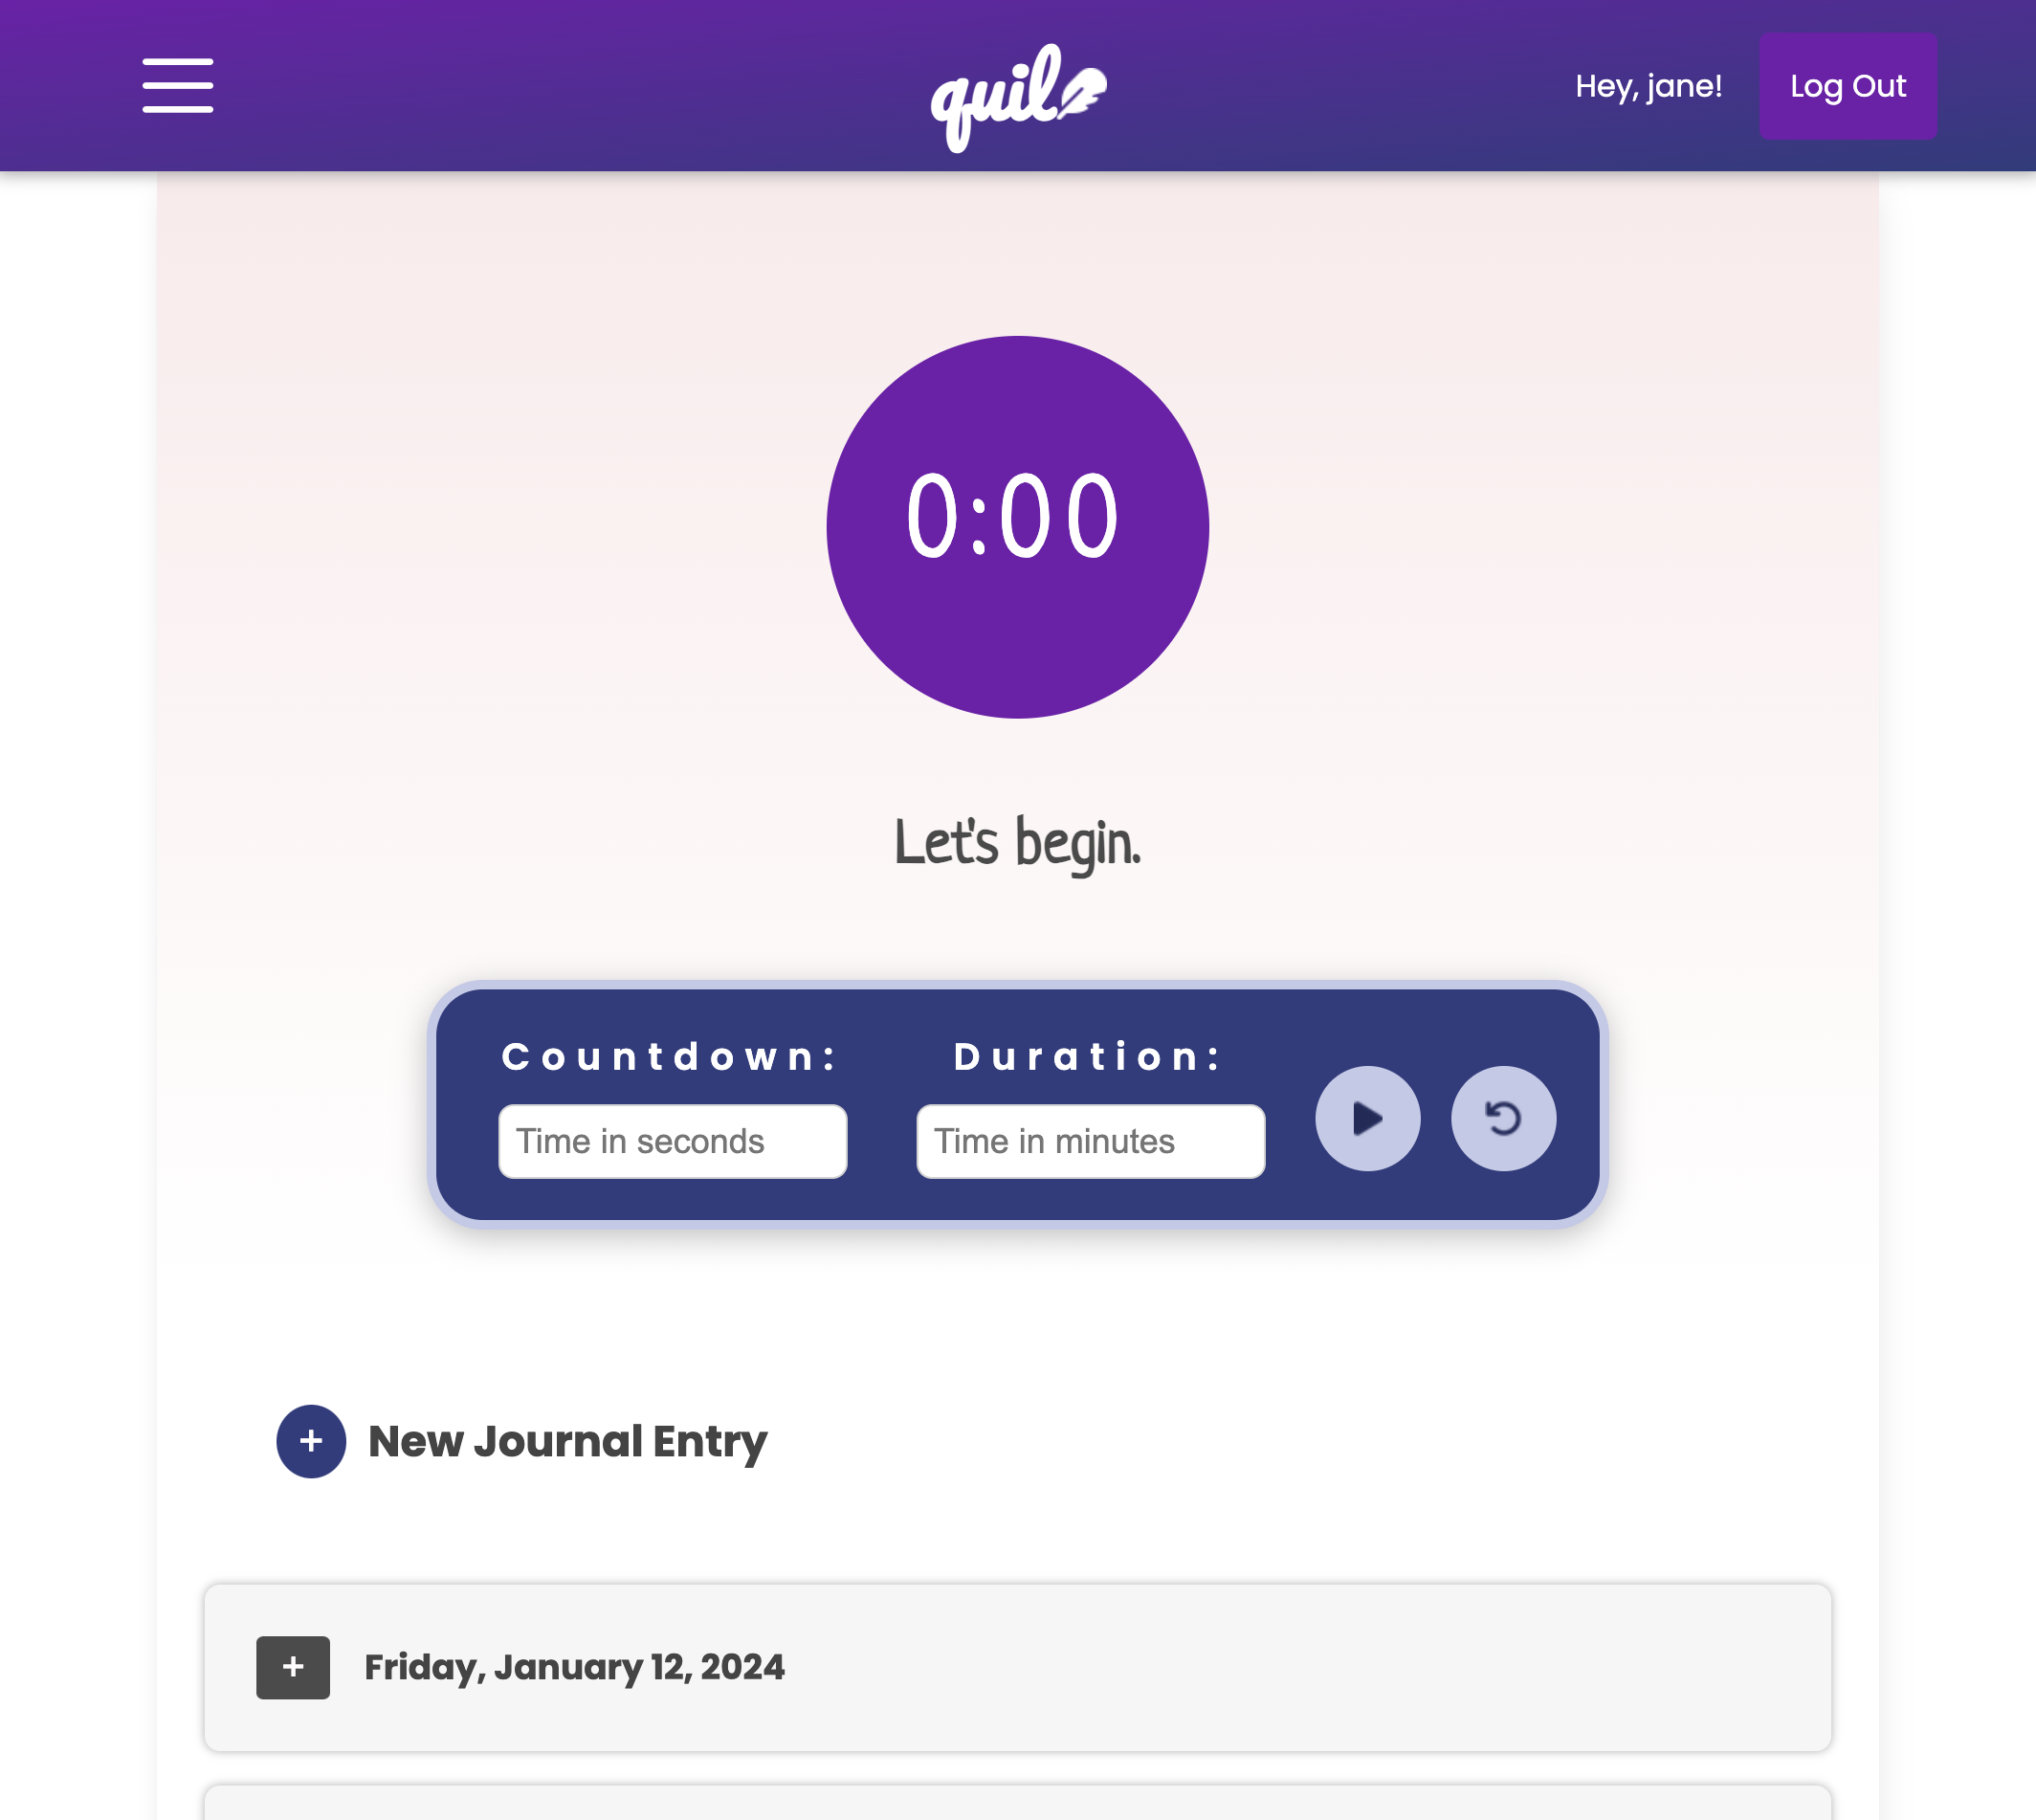 quil
Hey, jane!
Log Out
0:00
Let's begin.
Countdown:
Duration:
Time in seconds
Time in minutes
+ New Journal Entry
+ Friday, January 12, 2024